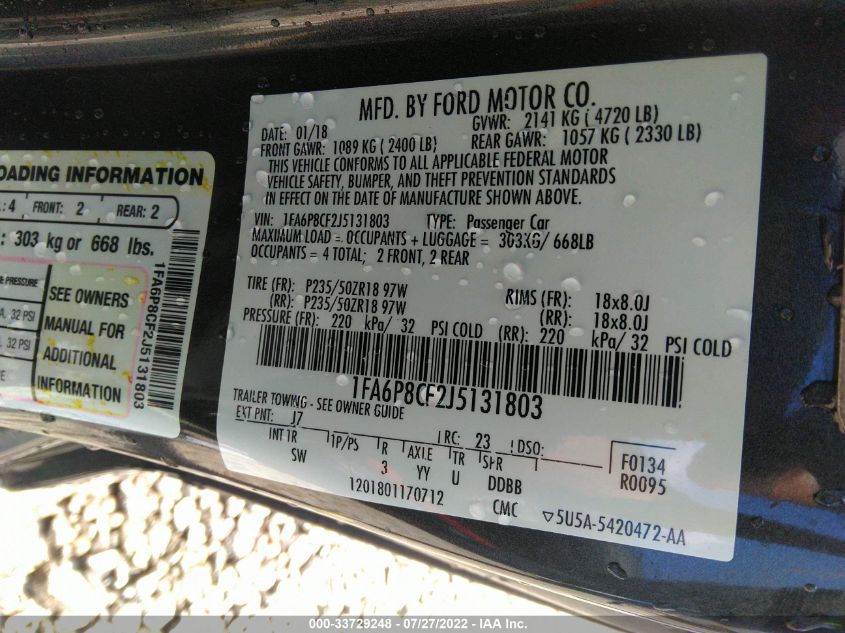 MFD. BY FORD MOTOR CO.
DATE: 01/18 GVWR: 2141 KG ( 4720 LB)
FRONT GAWR: 1089 KG ( 2400 LB) REAR GAWR: 1057 KG ( 2330 LB)
THIS VEHICLE CONFORMS TO ALL APPLICABLE FEDERAL MOTOR
VEHICLE SAFETY, BUMPER, AND THEFT PREVENTION STANDARDS
IN EFFECT ON THE DATE OF MANUFACTURE SHOWN ABOVE.
VIN: 1FA6P8CF2J5131803 TYPE: Passenger Car
MAXIMUM LOAD = OCCUPANTS + LUGGAGE = 303KG/ 668LB
OCCUPANTS = 4 TOTAL; 2 FRONT, 2 REAR
TIRE (FR): P235/50ZR18 97W RIMS (FR): 18x8.0J
(RR): P235/50ZR18 97W (RR): 18x8.0J
PRESSURE (FR): 220 kPa/ 32 PSI COLD (RR): 220 kPa/ 32 PSI COLD
1FA6P8CF2J5131803
TRAILER TOWING - SEE OWNER GUIDE
EXT PNT: J7 RC: 23 DSO:
INT TR TP/PS R AXLE TR SPR F0134
SW 3 YY U DDBB R0095
1201801170712 CMC ▽5U5A-5420472-AA
OADING INFORMATION
: 4 FRONT: 2 REAR: 2
: 303 kg or 668 lbs.
PRESSURE
SEE OWNERS
MANUAL FOR
ADDITIONAL
INFORMATION
32 PSI
32 PSI
1FA6P8CF2J5131803
000-33729248 - 07/27/2022 - IAA Inc.